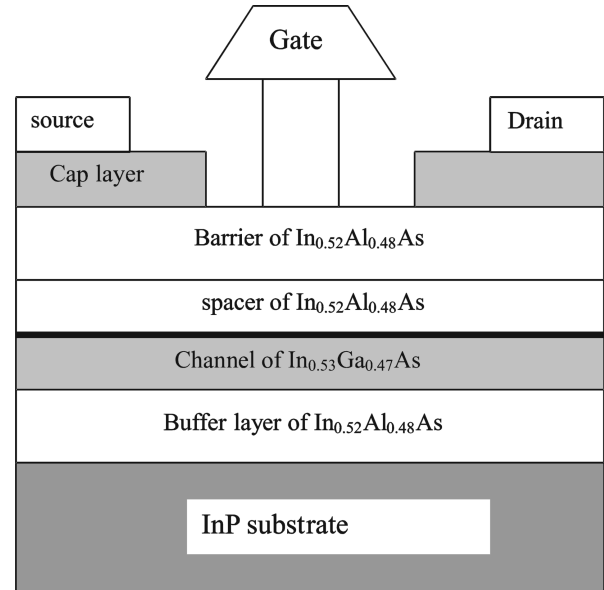 Gate
source
Drain
Cap layer
Barrier of In₀.₅₂Al₀.₄₈As
spacer of In₀.₅₂Al₀.₄₈As
Channel of In₀.₅₃Ga₀.₄₇As
Buffer layer of In₀.₅₂Al₀.₄₈As
InP substrate